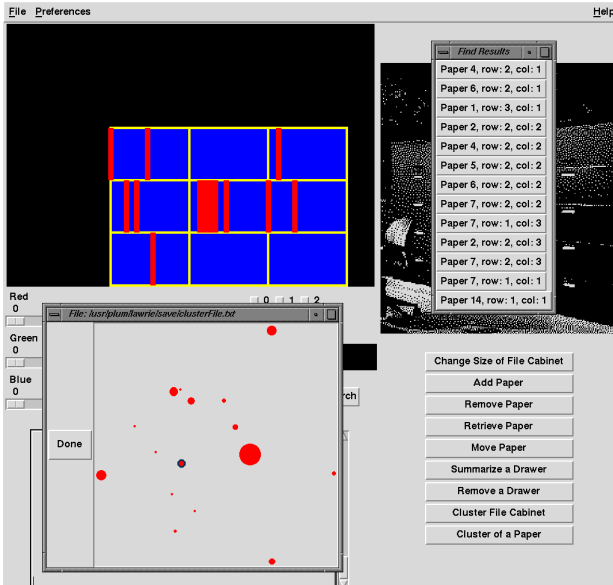 File Preferences Help
Find Results
Paper 4, row: 2, col: 1
Paper 6, row: 2, col: 1
Paper 1, row: 3, col: 1
Paper 2, row: 2, col: 2
Paper 4, row: 2, col: 2
Paper 5, row: 2, col: 2
Paper 6, row: 2, col: 2
Paper 7, row: 2, col: 2
Paper 7, row: 1, col: 3
Paper 2, row: 2, col: 3
Paper 7, row: 2, col: 3
Paper 7, row: 1, col: 1
Paper 14, row: 1, col: 1
Red
0
0 1 2
File: /usr/plum/lawrie/save/clusterFile.txt
Green
0
Blue
0
rch
Done
Change Size of File Cabinet
Add Paper
Remove Paper
Retrieve Paper
Move Paper
Summarize a Drawer
Remove a Drawer
Cluster File Cabinet
Cluster of a Paper